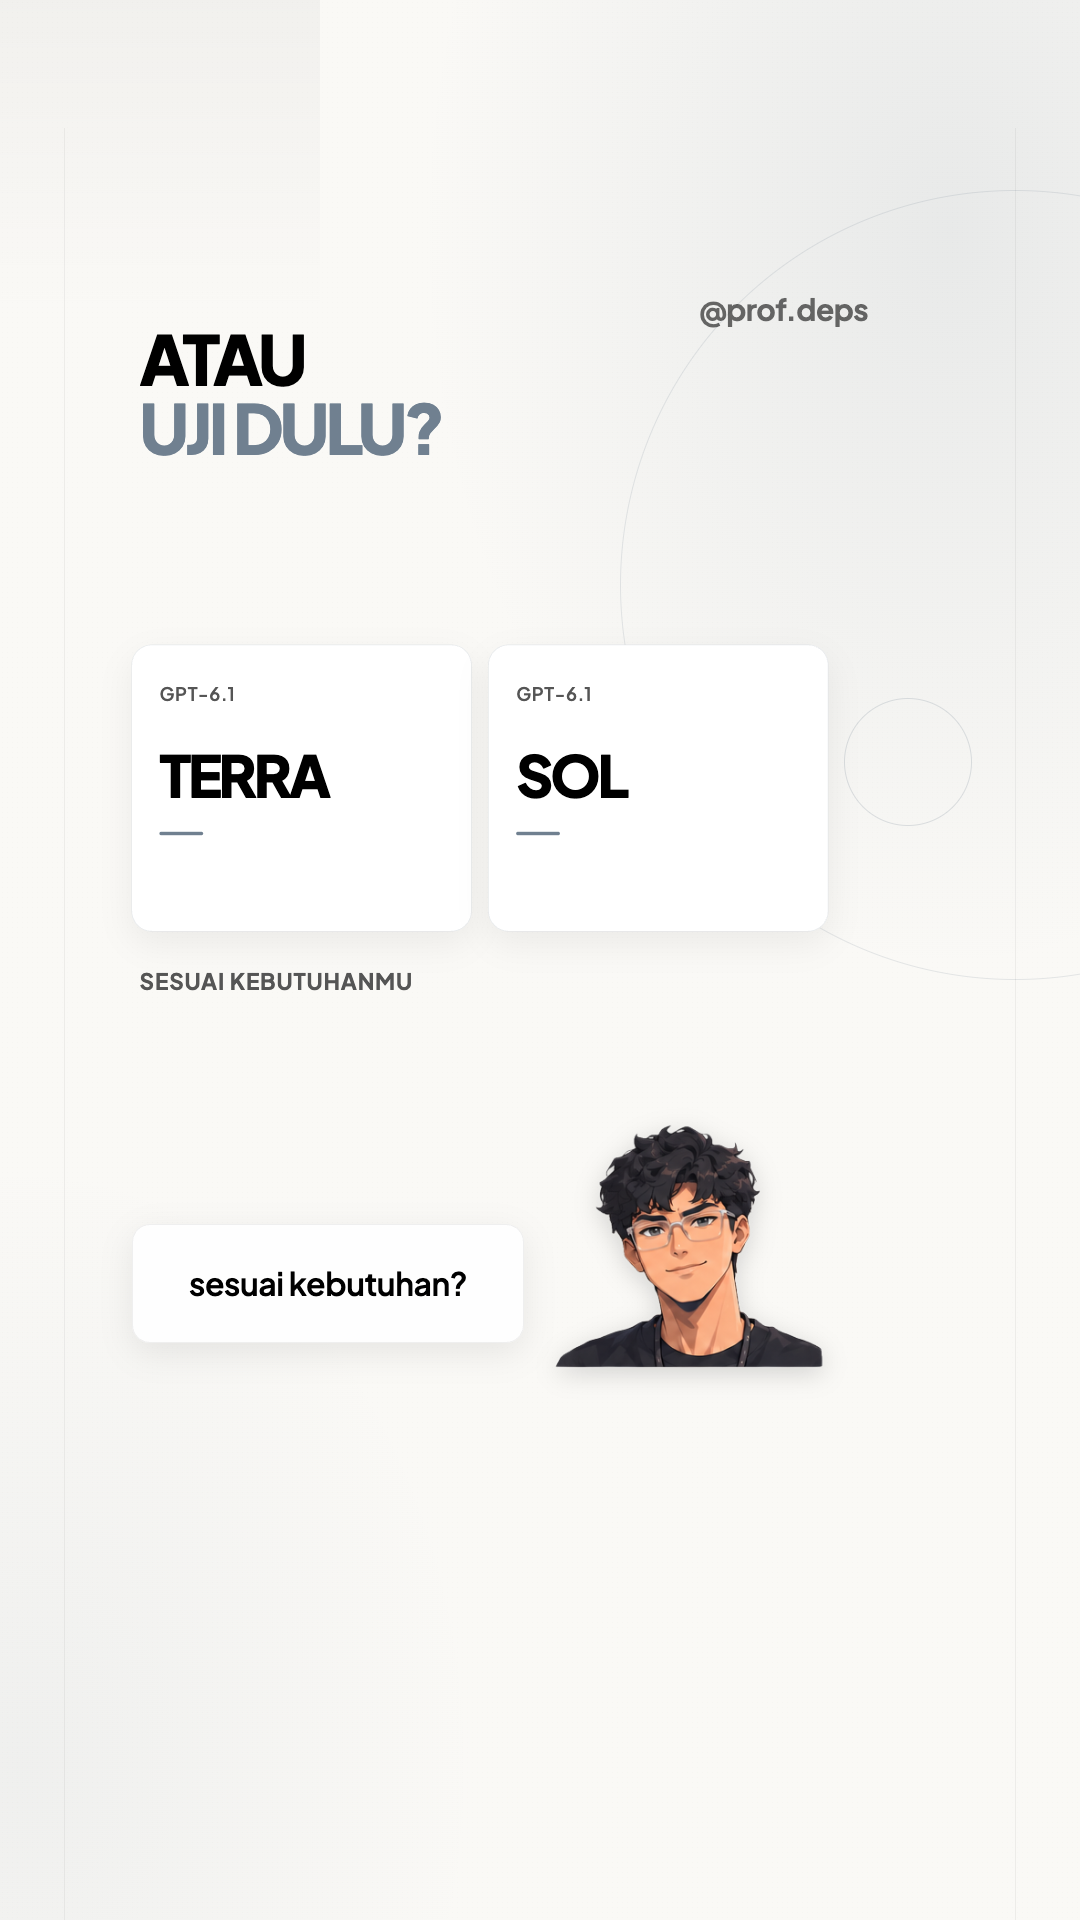 @prof.deps
ATAU
UJI DULU?
GPT-6.1
TERRA
GPT-6.1
SOL
SESUAI KEBUTUHANMU
sesuai kebutuhan?